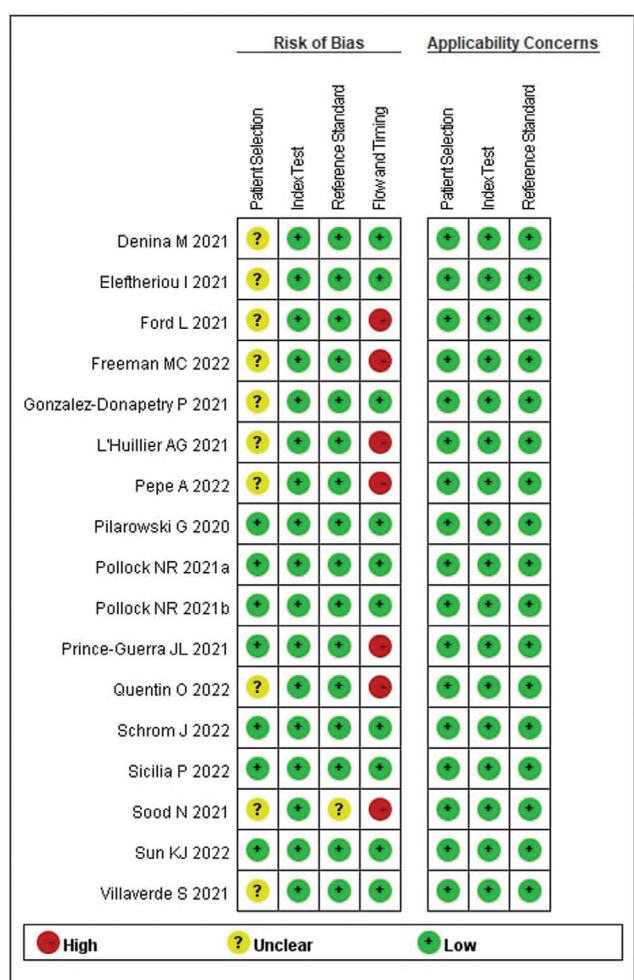 Risk of Bias Applicability Concerns
Patient Selection Index Test Reference Standard Flow and Timing Patient Selection Index Test Reference Standard
Denina M 2021 ? + + + + + +
Eleftheriou I 2021 ? + + + + + +
Ford L 2021 ? + + - + + +
Freeman MC 2022 ? + + - + + +
Gonzalez-Donapetry P 2021 ? + + + + + +
L'Huillier AG 2021 ? + + - + + +
Pepe A 2022 ? + + - + + +
Pilarowski G 2020 + + + + + + +
Pollock NR 2021a + + + + + + +
Pollock NR 2021b + + + + + + +
Prince-Guerra JL 2021 + + + - + + +
Quentin O 2022 ? + + - + + +
Schrom J 2022 + + + + + + +
Sicilia P 2022 + + + + + + +
Sood N 2021 ? + ? - + + +
Sun KJ 2022 + + + + + + +
Villaverde S 2021 ? + + + + + +
- High ? Unclear + Low